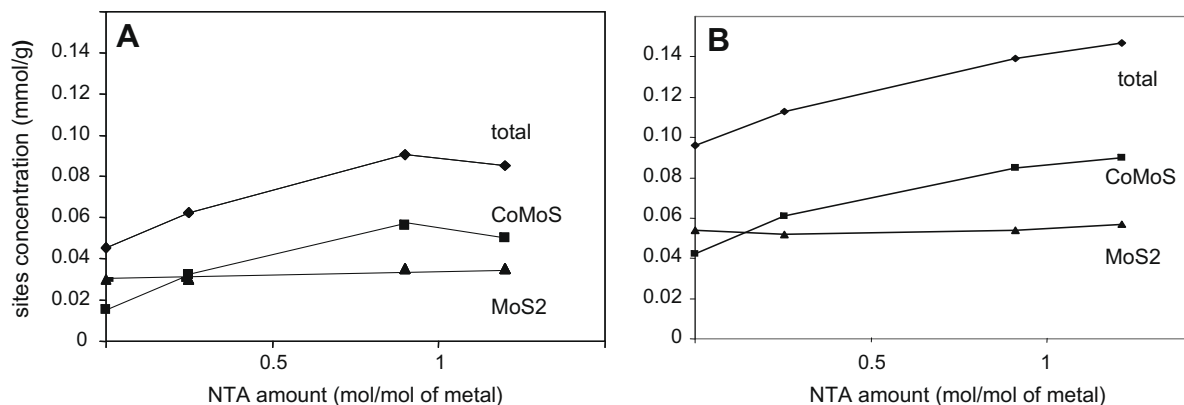 A
sites concentration (mmol/g)
0.14
0.12
0.10
0.08
0.06
0.04
0.02
0
total
CoMoS
MoS2
0.5
1
NTA amount (mol/mol of metal)
B
0.14
0.12
0.10
0.08
0.06
0.04
0.02
0
total
CoMoS
MoS2
0.5
1
NTA amount (mol/mol of metal)